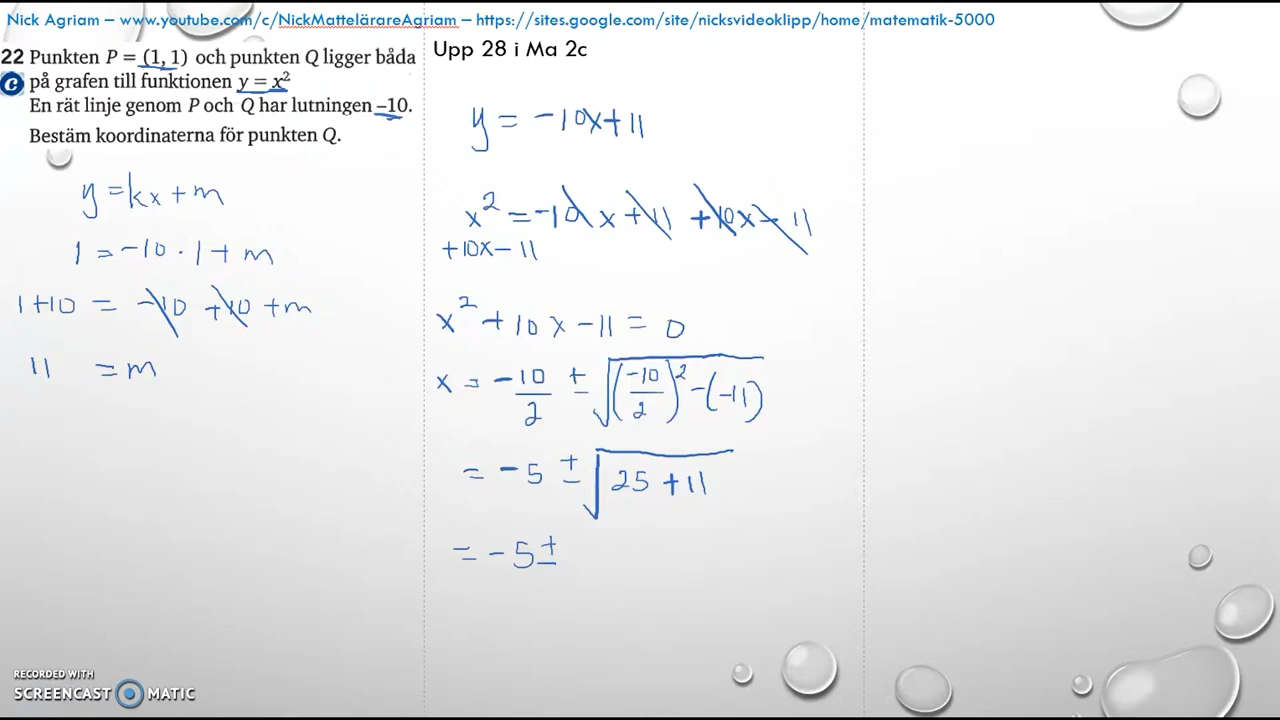 Nick Agriam – www.youtube.com/c/NickMattelärareAgriam – https://sites.google.com/site/nicksvideoklipp/home/matematik-5000
22 Punkten P = (1, 1) och punkten Q ligger båda
C på grafen till funktionen y = x²
En rät linje genom P och Q har lutningen –10.
Bestäm koordinaterna för punkten Q.
y = kx + m
1 = -10 · 1 + m
1+10 = -10 +10 + m
11 = m
Upp 28 i Ma 2c
y = -10x+11
x² = -10x + 11 +10x - 11
+10x - 11
x² + 10x - 11 = 0
x = -10/2 ± √((-10/2)² - (-11))
= -5 ± √(25 + 11)
= -5 ±
RECORDED WITH
SCREENCAST MATIC